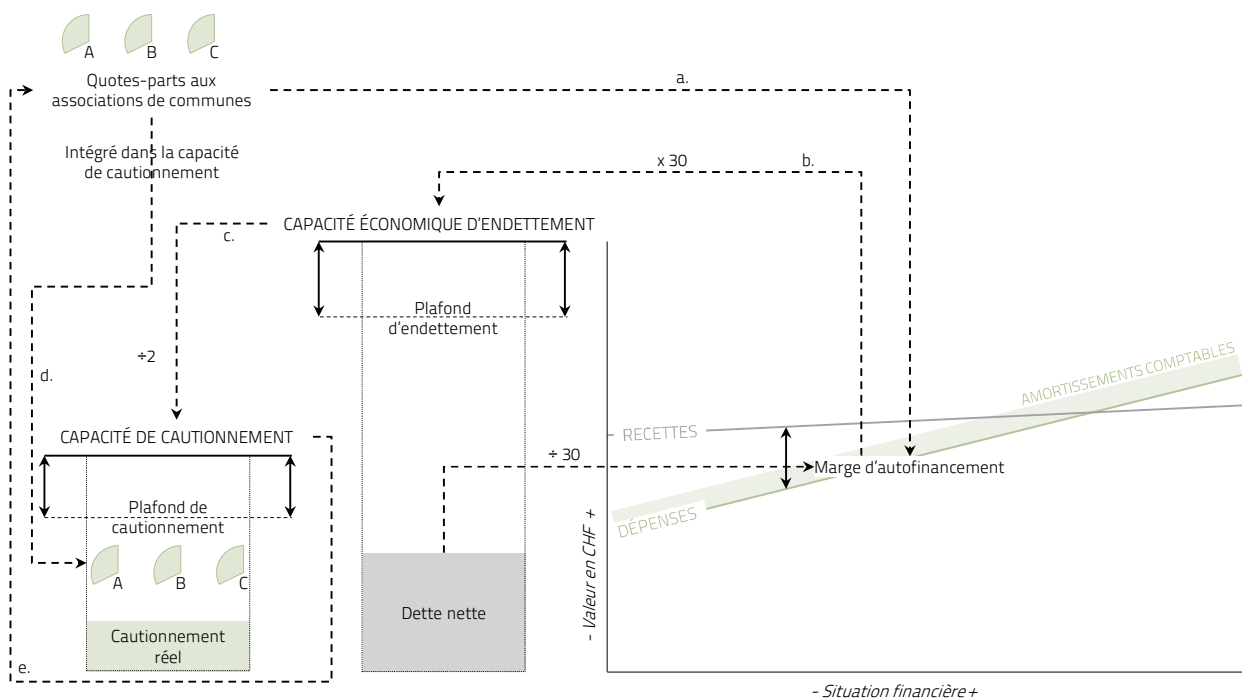 A
B
C
Quotes-parts aux
associations de communes
a.
Intégré dans la capacité
de cautionnement
x 30
b.
CAPACITÉ ÉCONOMIQUE D'ENDETTEMENT
c.
Plafond
d'endettement
÷2
d.
AMORTISSEMENTS COMPTABLES
RECETTES
CAPACITÉ DE CAUTIONNEMENT
÷ 30
Marge d'autofinancement
Plafond de
cautionnement
DÉPENSES
A
B
C
Dette nette
- Valeur en CHF +
Cautionnement
réel
e.
- Situation financière+